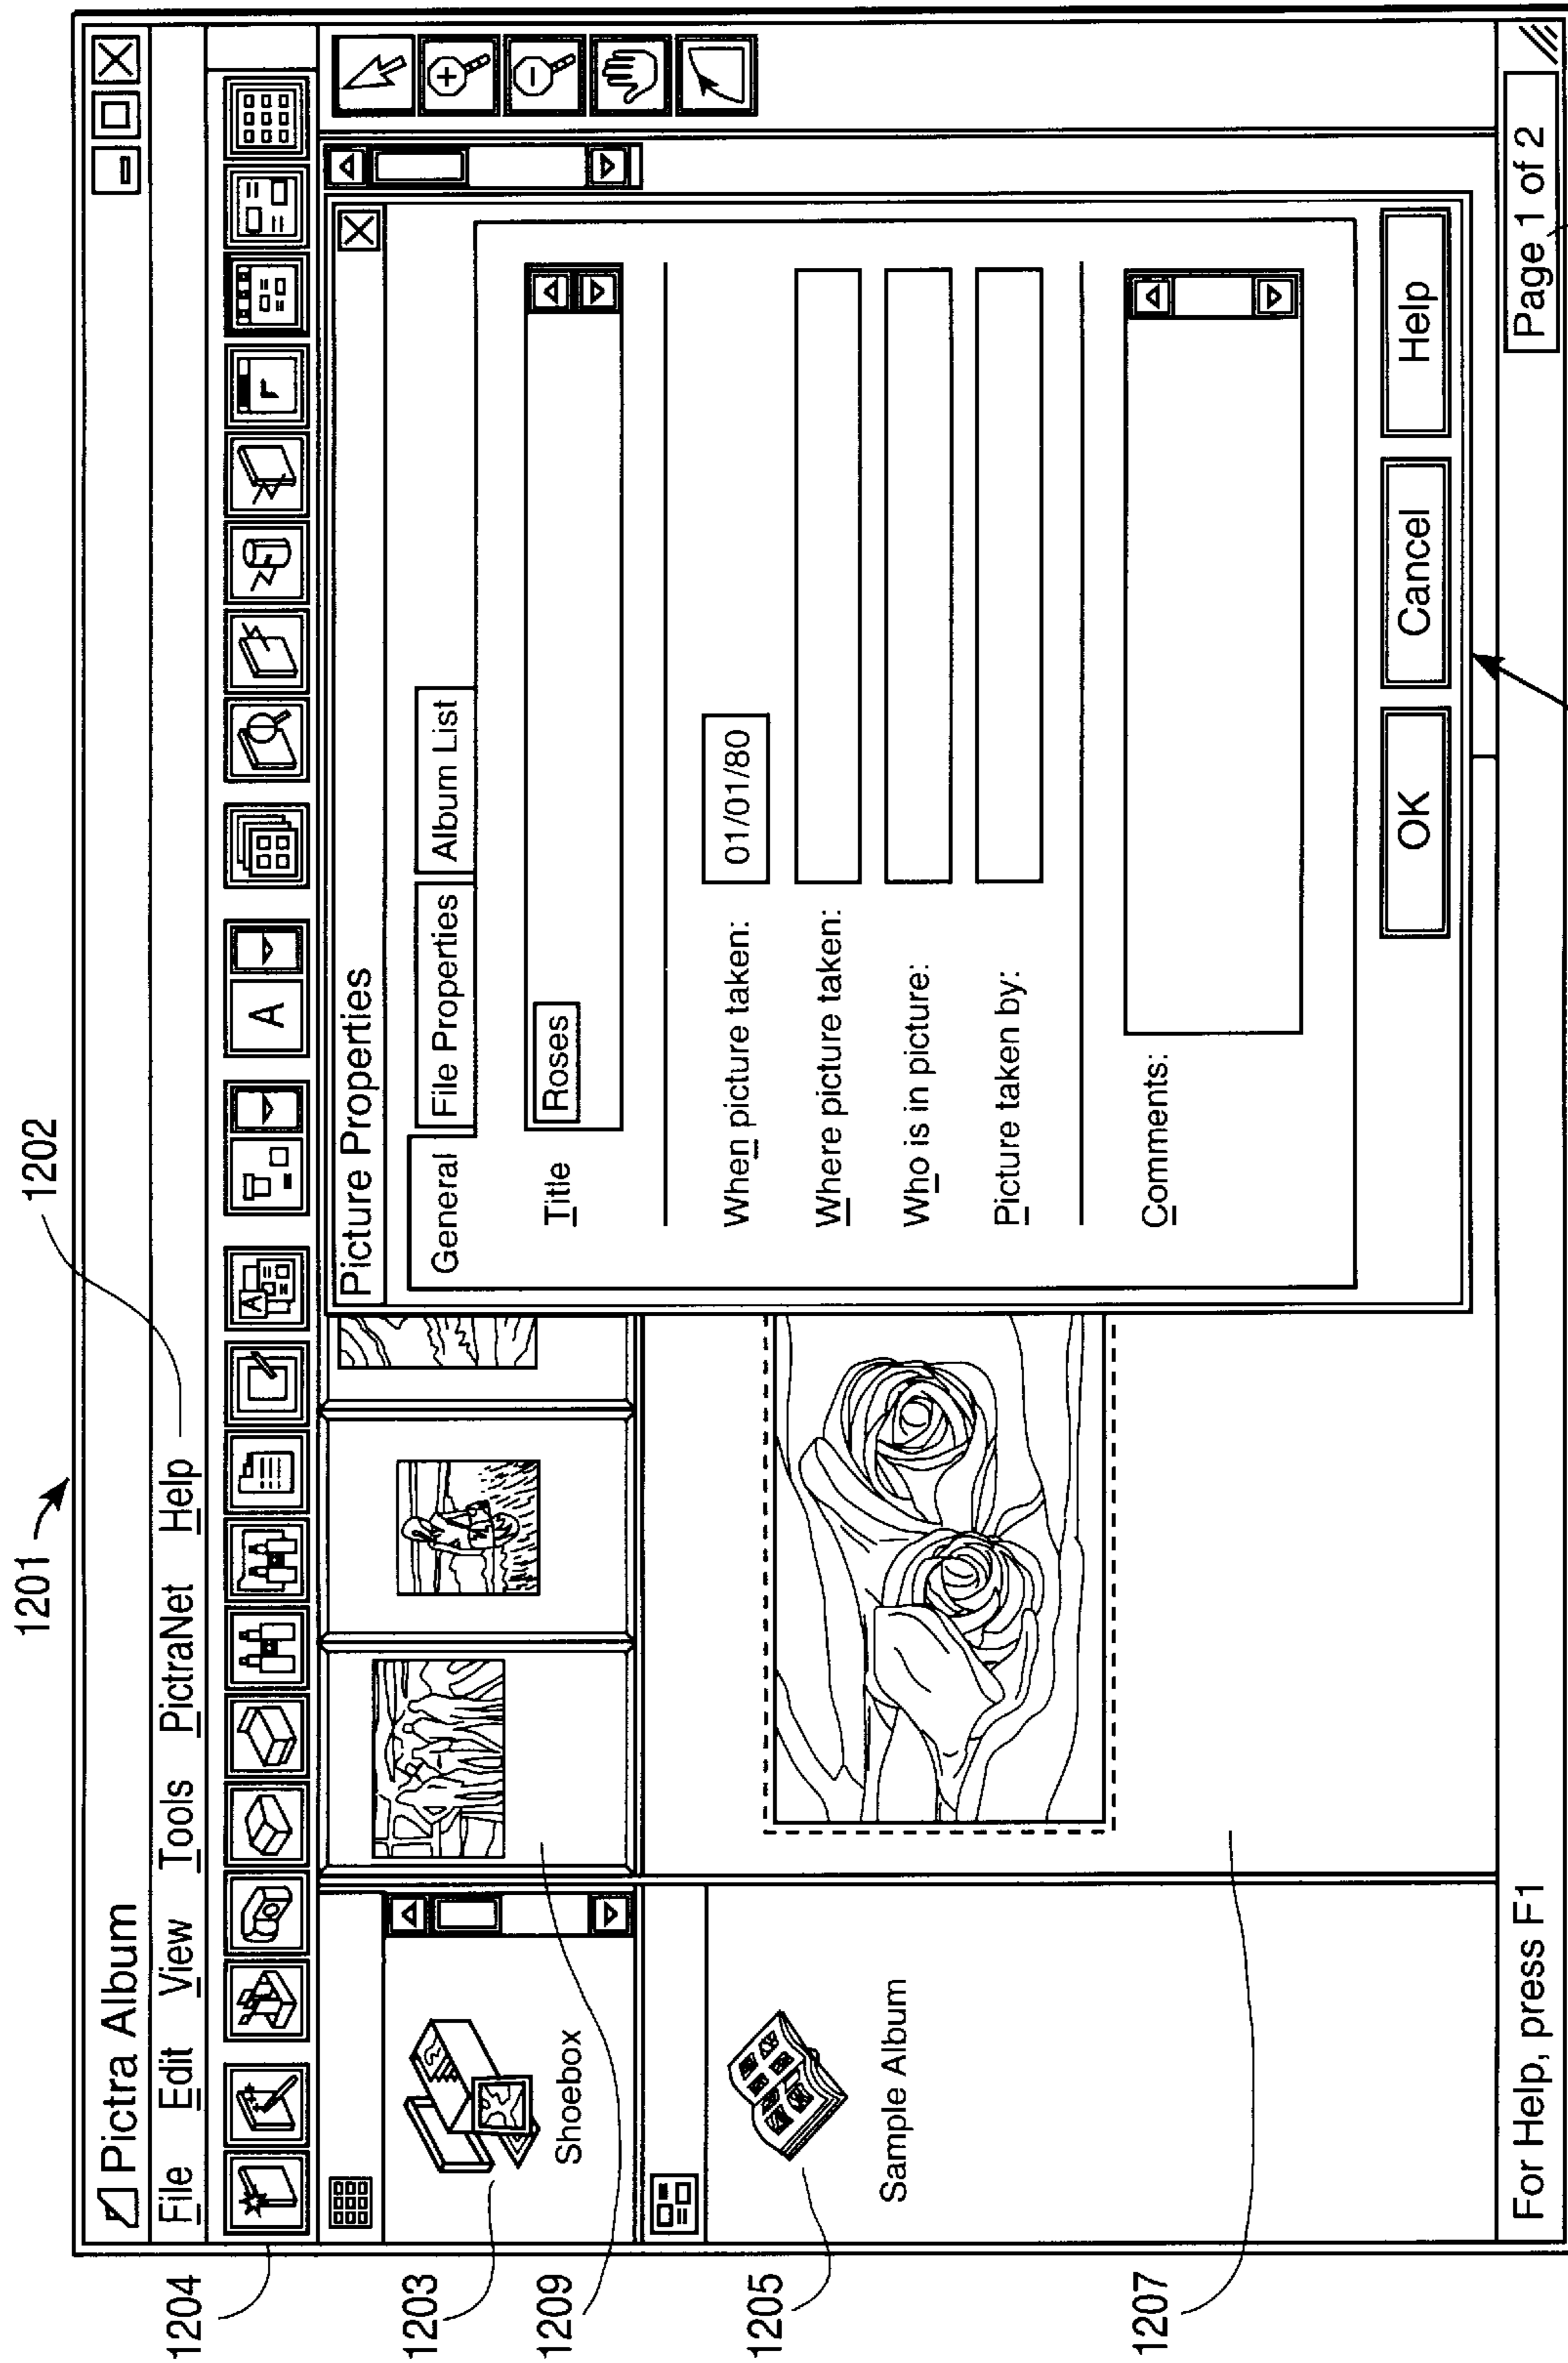 1201
1202
Pictra Album
File Edit View Tools PictraNet Help
1204
A
A
Picture Properties
General File Properties Album List
1203
Shoebox
Title Roses
1209
When picture taken: 01/01/80
1205
Where picture taken:
Sample Album
Who is in picture:
Picture taken by:
1207
Comments:
OK Cancel Help
For Help, press F1
Page 1 of 2